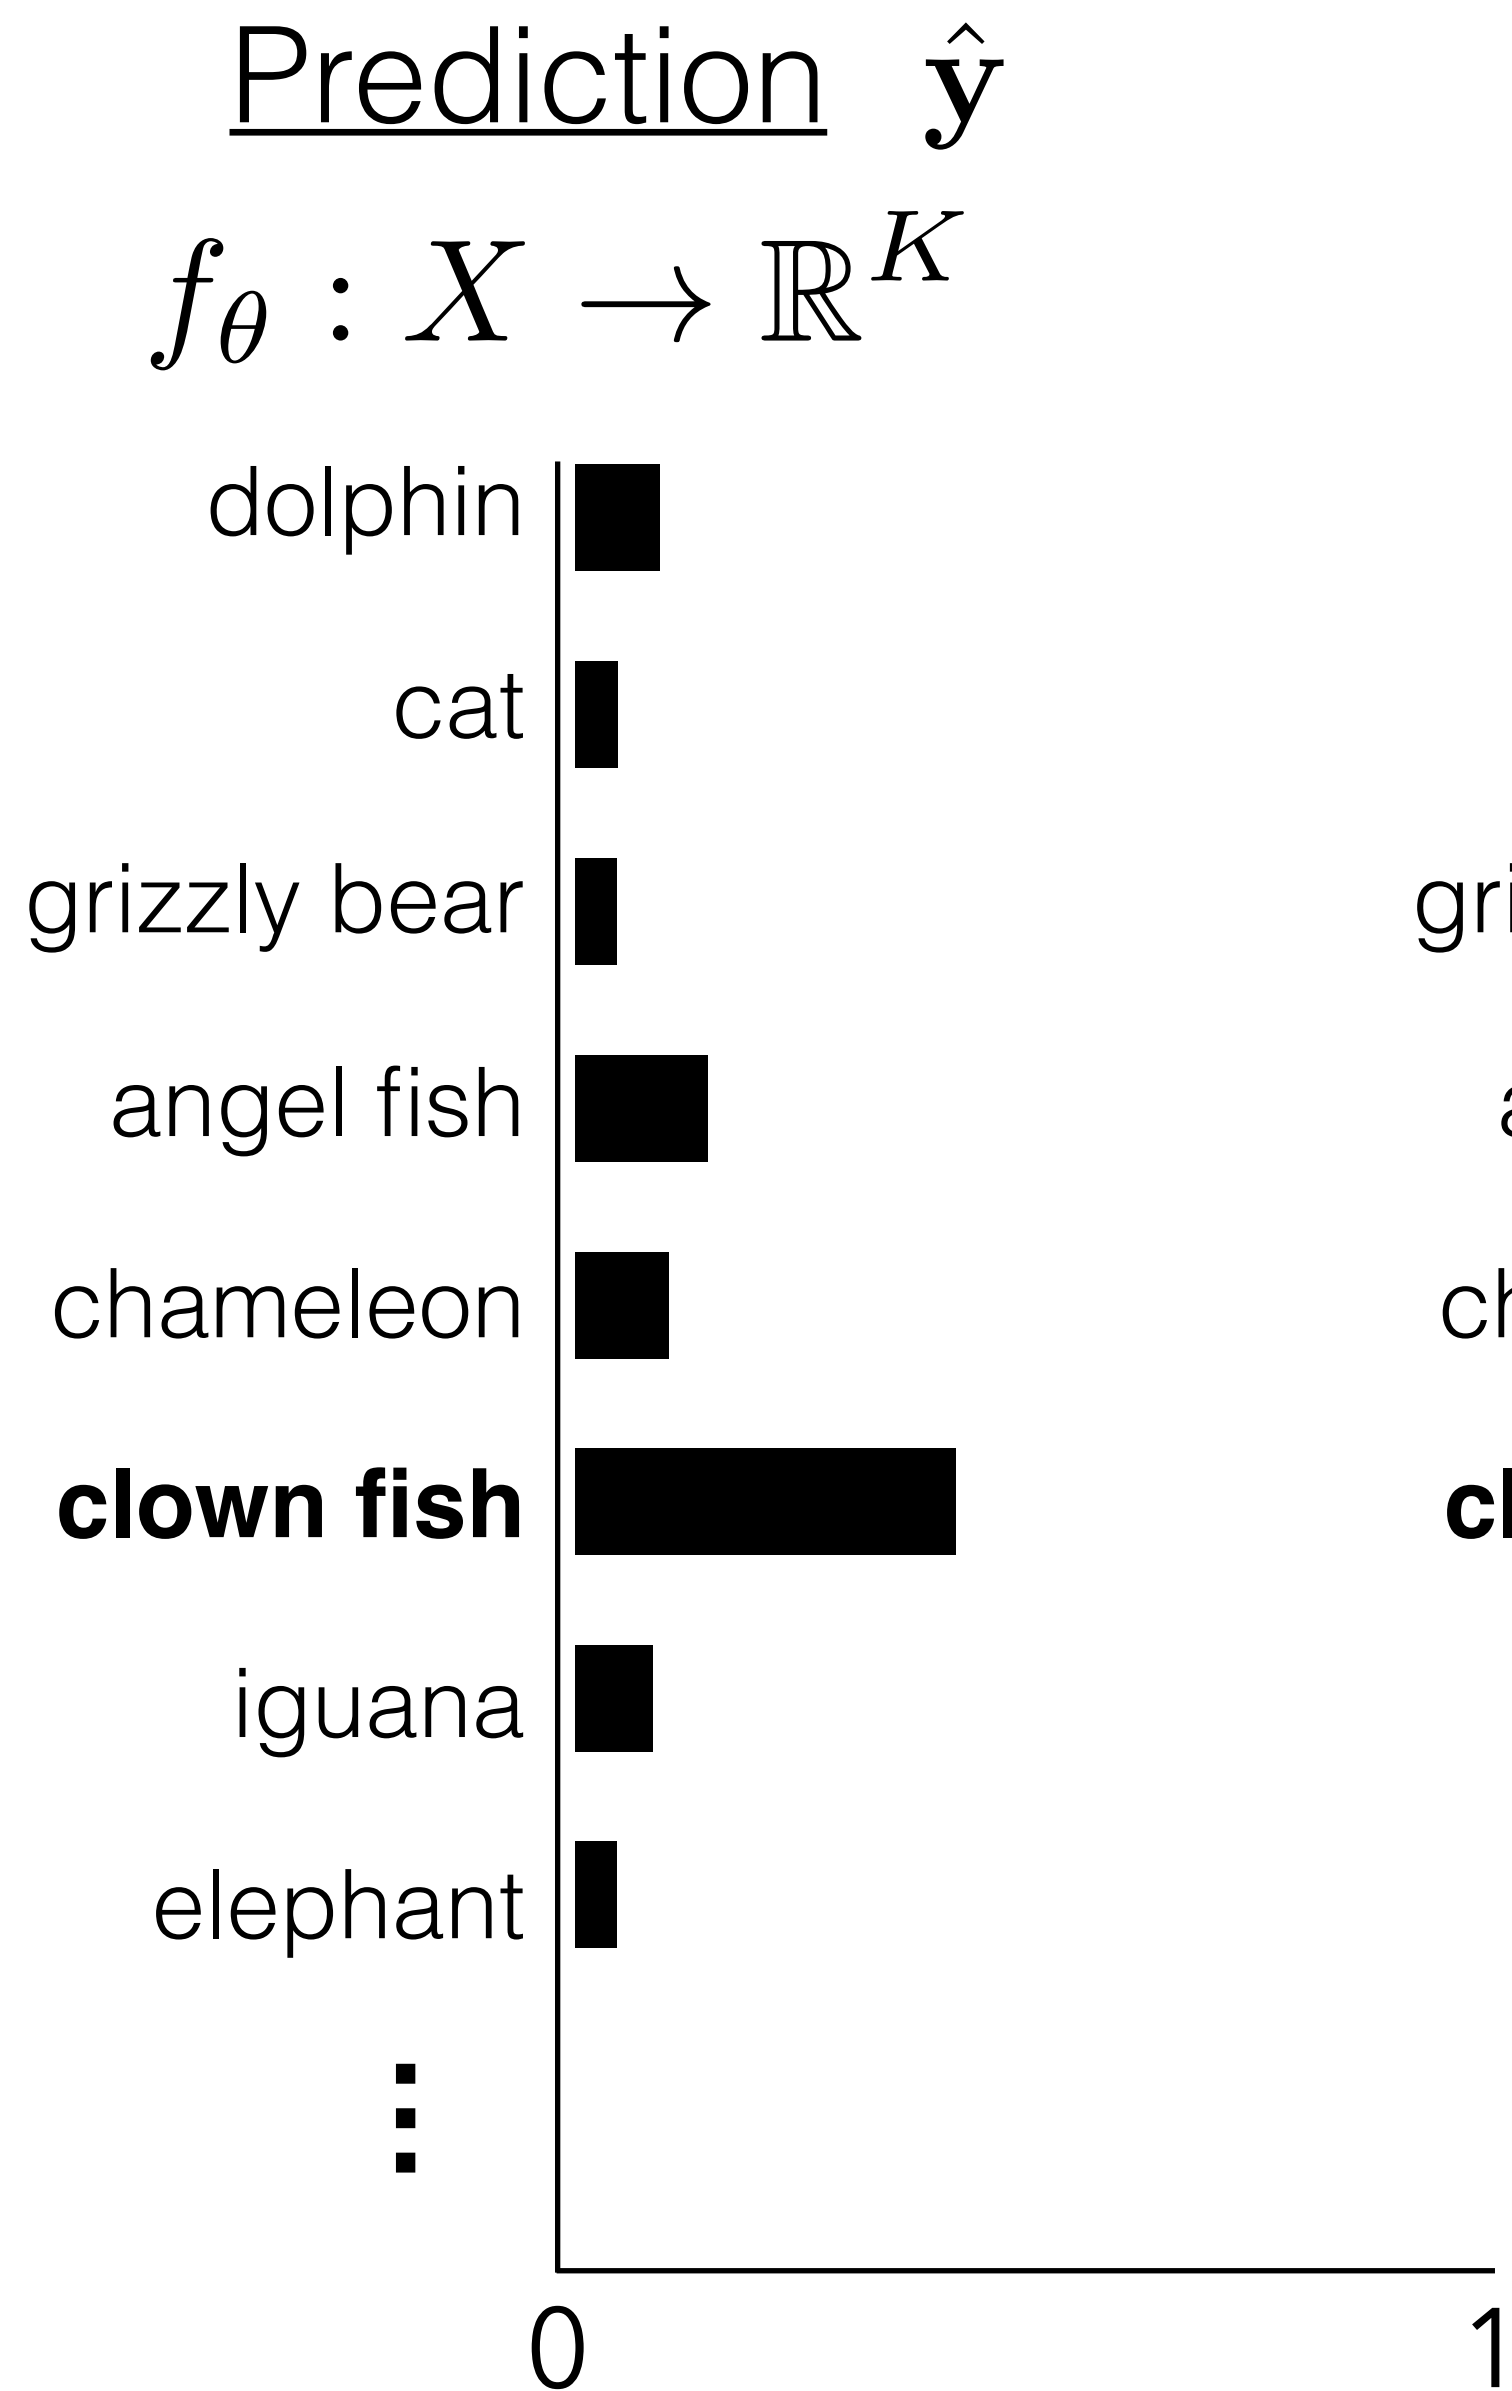 Prediction ŷ
f_θ : X → ℝ^K
dolphin
cat
grizzly bear
angel fish
chameleon
clown fish
iguana
elephant
⋮
0 1